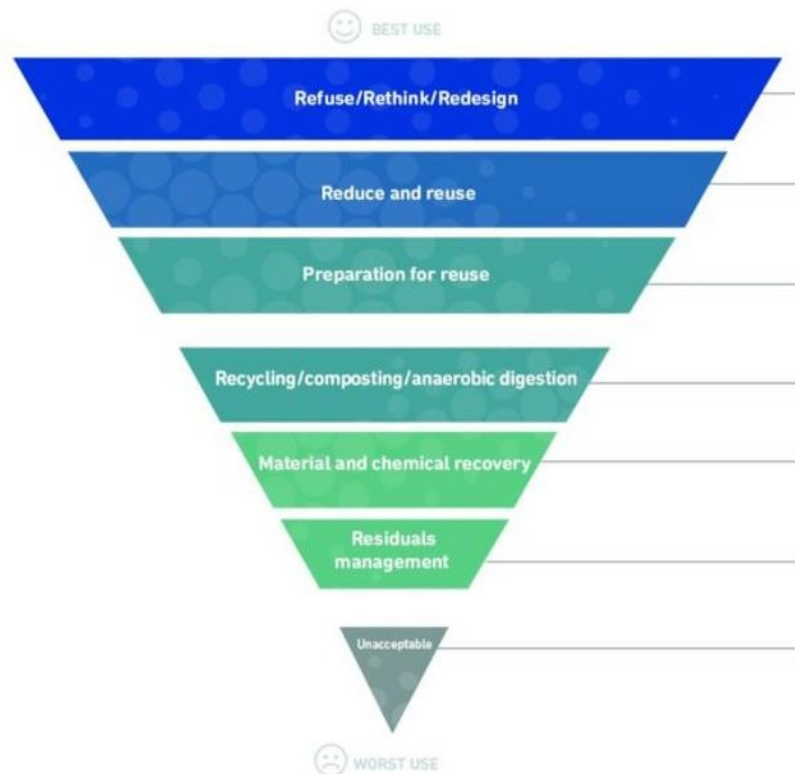 BEST USE
Refuse/Rethink/Redesign
Reduce and reuse
Preparation for reuse
Recycling/composting/anaerobic digestion
Material and chemical recovery
Residuals
management
Unacceptable
WORST USE